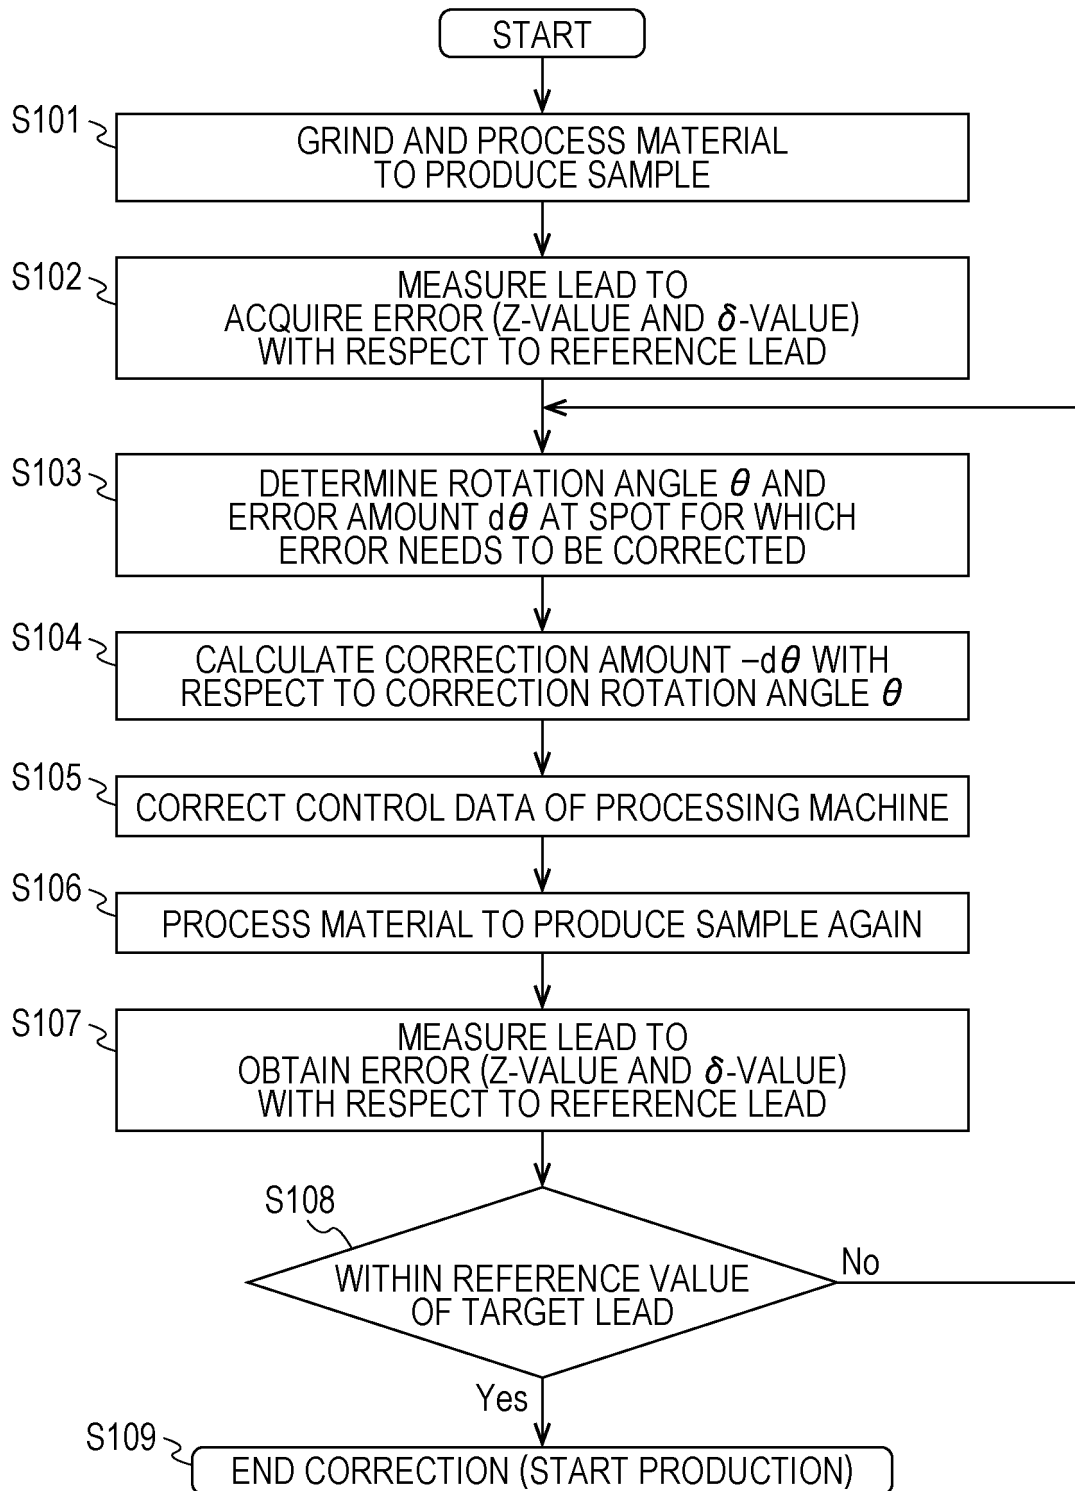 START
S101
GRIND AND PROCESS MATERIAL
TO PRODUCE SAMPLE
S102
MEASURE LEAD TO
ACQUIRE ERROR (Z-VALUE AND δ-VALUE)
WITH RESPECT TO REFERENCE LEAD
S103
DETERMINE ROTATION ANGLE θ AND
ERROR AMOUNT dθ AT SPOT FOR WHICH
ERROR NEEDS TO BE CORRECTED
S104
CALCULATE CORRECTION AMOUNT –dθ WITH
RESPECT TO CORRECTION ROTATION ANGLE θ
S105
CORRECT CONTROL DATA OF PROCESSING MACHINE
S106
PROCESS MATERIAL TO PRODUCE SAMPLE AGAIN
S107
MEASURE LEAD TO
OBTAIN ERROR (Z-VALUE AND δ-VALUE)
WITH RESPECT TO REFERENCE LEAD
S108
WITHIN REFERENCE VALUE
OF TARGET LEAD
No
Yes
S109
END CORRECTION (START PRODUCTION)